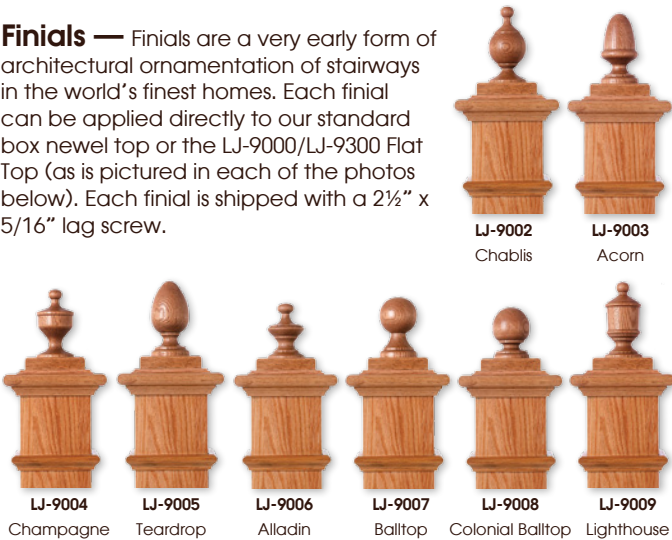 Finials — Finials are a very early form of
architectural ornamentation of stairways
in the world's finest homes. Each finial
can be applied directly to our standard
box newel top or the LJ-9000/LJ-9300 Flat
Top (as is pictured in each of the photos
below). Each finial is shipped with a 2½" x
5/16" lag screw.
LJ-9002
Chablis
LJ-9003
Acorn
LJ-9004
Champagne
LJ-9005
Teardrop
LJ-9006
Alladin
LJ-9007
Balltop
LJ-9008
Colonial Balltop
LJ-9009
Lighthouse